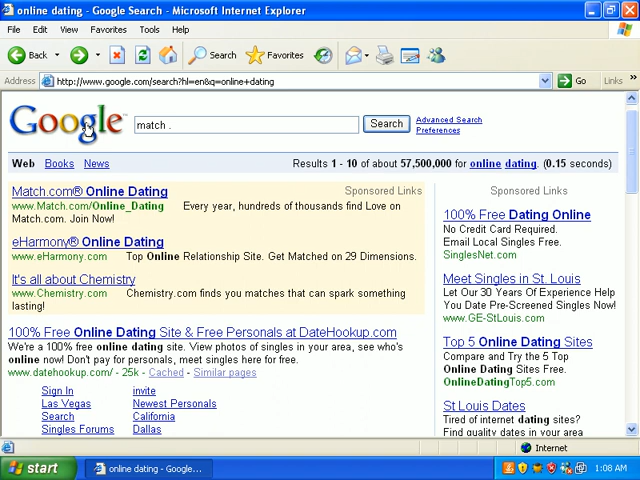 online dating - Google Search - Microsoft Internet Explorer
File Edit View Favorites Tools Help
Back Search Favorites
Address http://www.google.com/search?hl=en&q=online+dating Go Links »
Google match . Search Advanced Search
Preferences
Web Books News Results 1 - 10 of about 57,500,000 for online dating. (0.15 seconds)
Match.com® Online Dating Sponsored Links
www.Match.com/Online_Dating Every year, hundreds of thousands find Love on
Match.com. Join Now!
eHarmony® Online Dating
www.eHarmony.com Top Online Relationship Site. Get Matched on 29 Dimensions.
It's all about Chemistry
www.Chemistry.com Chemistry.com finds you matches that can spark something
lasting!
100% Free Online Dating Site & Free Personals at DateHookup.com
We're a 100% free online dating site. View photos of singles in your area, see who's
online now! Don't pay for personals, meet singles here for free.
www.datehookup.com/ - 25k - Cached - Similar pages
Sign In invite
Las Vegas Newest Personals
Search California
Singles Forums Dallas
Sponsored Links
100% Free Dating Online
No Credit Card Required.
Email Local Singles Free.
SinglesNet.com
Meet Singles in St. Louis
Let Our 30 Years Of Experience Help
You Date Pre-Screened Singles Now!
www.GE-StLouis.com
Top 5 Online Dating Sites
Compare and Try the 5 Top
Online Dating Sites Free.
OnlineDatingTop5.com
St Louis Dates
Tired of internet dating sites?
Find quality dates in your area
Internet
start online dating - Google... 1:08 AM